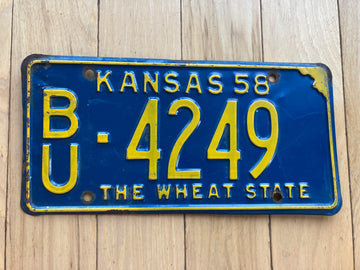 KANSAS 58
BU-4249
THE WHEAT STATE